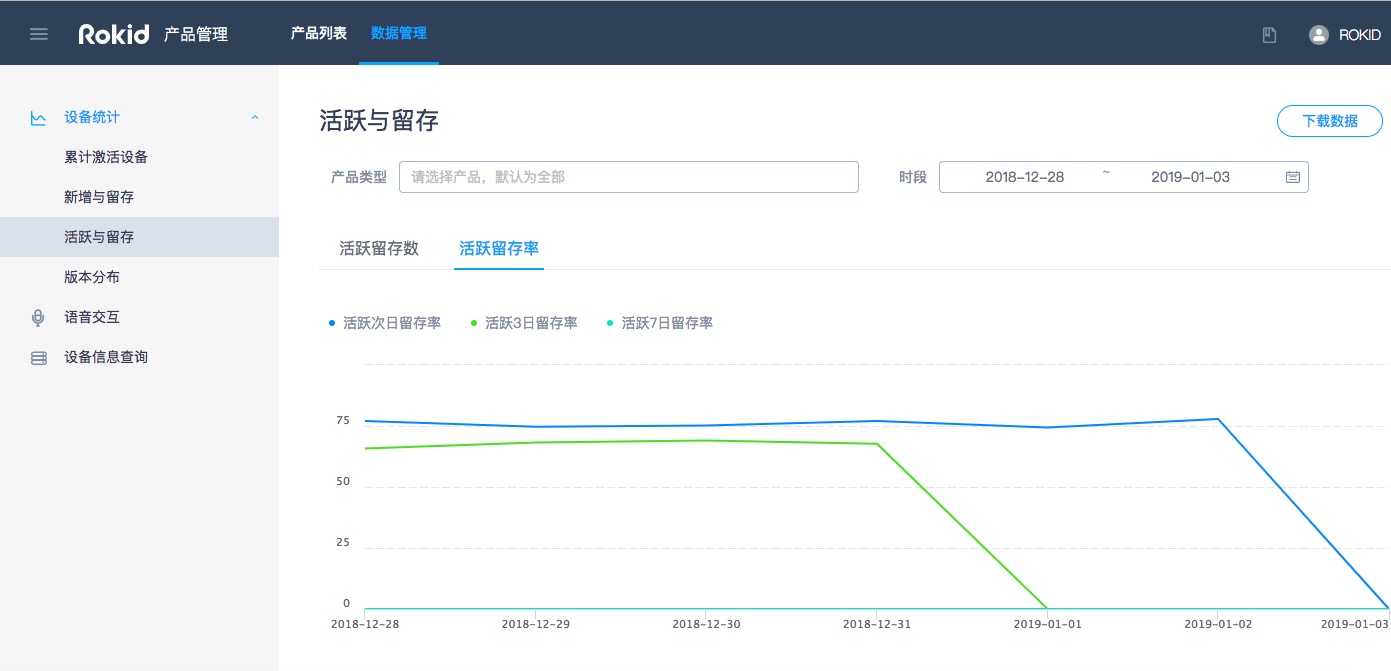 Rokid 产品管理 产品列表 数据管理 ROKID
设备统计
累计激活设备
新增与留存
活跃与留存
版本分布
语音交互
设备信息查询
活跃与留存 下载数据
产品类型 请选择产品，默认为全部 时段 2018-12-28 ~ 2019-01-03
活跃留存数 活跃留存率
活跃次日留存率 活跃3日留存率 活跃7日留存率
75
50
25
0
2018-12-28 2018-12-29 2018-12-30 2018-12-31 2019-01-01 2019-01-02 2019-01-03